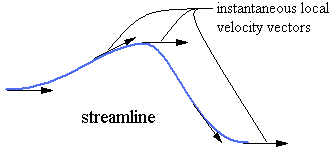 instantaneous local
velocity vectors
streamline